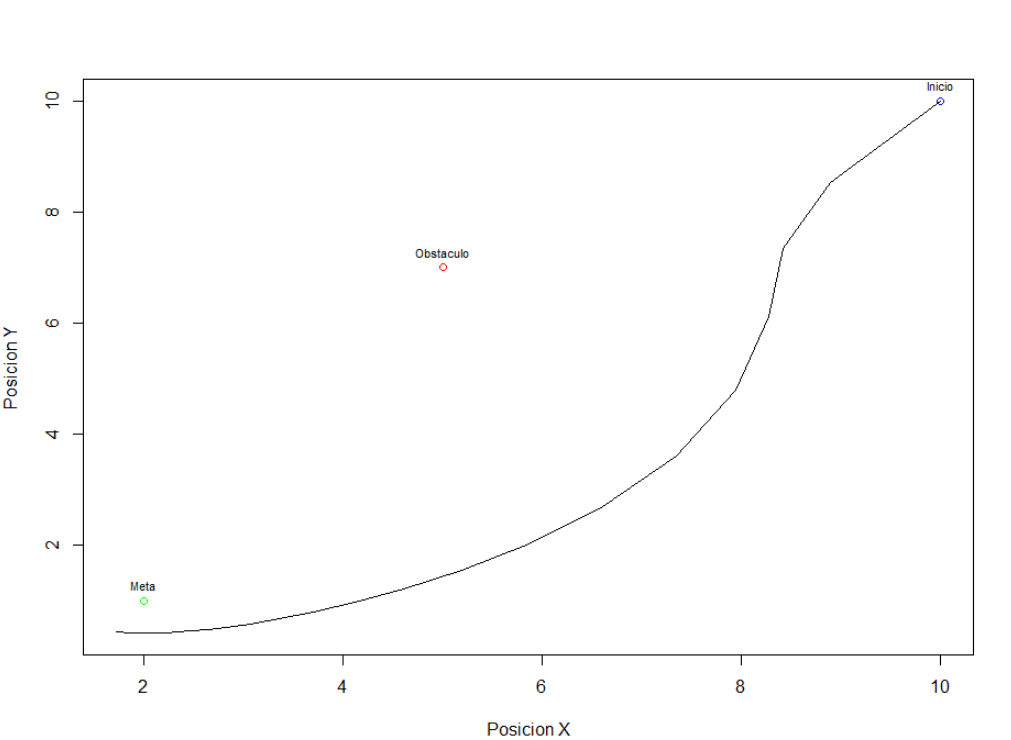 Inicio
Obstaculo
Meta
10
8
6
4
2
Posicion Y
2 4 6 8 10
Posicion X